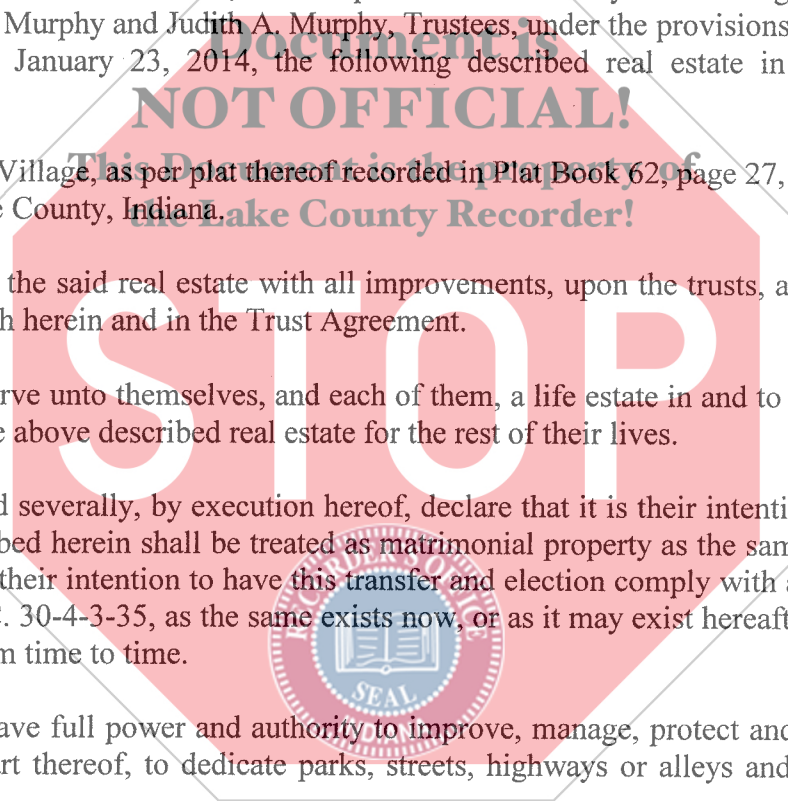 Murphy and Judith A. Murphy, Trustees, under the provisions
Document is
January 23, 2014, the following described real estate in
NOT OFFICIAL!
Village, as per plat thereof recorded in Plat Book 62, page 27,
This Document is the property of
County, Indiana.
the Lake County Recorder!
the said real estate with all improvements, upon the trusts,
herein and in the Trust Agreement.
STOP
unto themselves, and each of them, a life estate in and to
above described real estate for the rest of their lives.
severally, by execution hereof, declare that it is their
herein shall be treated as matrimonial property as the
their intention to have this transfer and election comply with
30-4-3-35, as the same exists now, or as it may exist
time to time.
RECORDER'S OFFICE
SEAL
INDIANA
full power and authority to improve, manage, protect and
thereof, to dedicate parks, streets, highways or alleys and